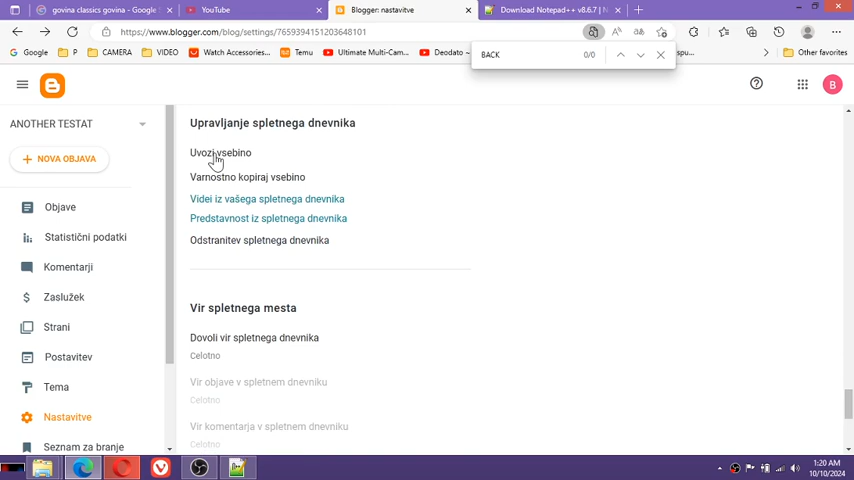 govina classics govina - Google
YouTube
Blogger: nastavitve
Download Notepad++ v8.6.7 | N
https://www.blogger.com/blog/settings/7659394151203648101
Google
P
CAMERA
VIDEO
Watch Accessories...
Temu
Ultimate Multi-Cam...
Deodato ~
spu...
Other favorites
BACK
0/0
B
ANOTHER TESTAT
NOVA OBJAVA
Objave
Statistični podatki
Komentarji
Zaslužek
Strani
Postavitev
Tema
Nastavitve
Seznam za branje
Upravljanje spletnega dnevnika
Uvozi vsebino
Varnostno kopiraj vsebino
Videi iz vašega spletnega dnevnika
Predstavnost iz spletnega dnevnika
Odstranitev spletnega dnevnika
Vir spletnega mesta
Dovoli vir spletnega dnevnika
Celotno
Vir objave v spletnem dnevniku
Celotno
Vir komentarja v spletnem dnevniku
Celotno
1:20 AM
10/10/2024